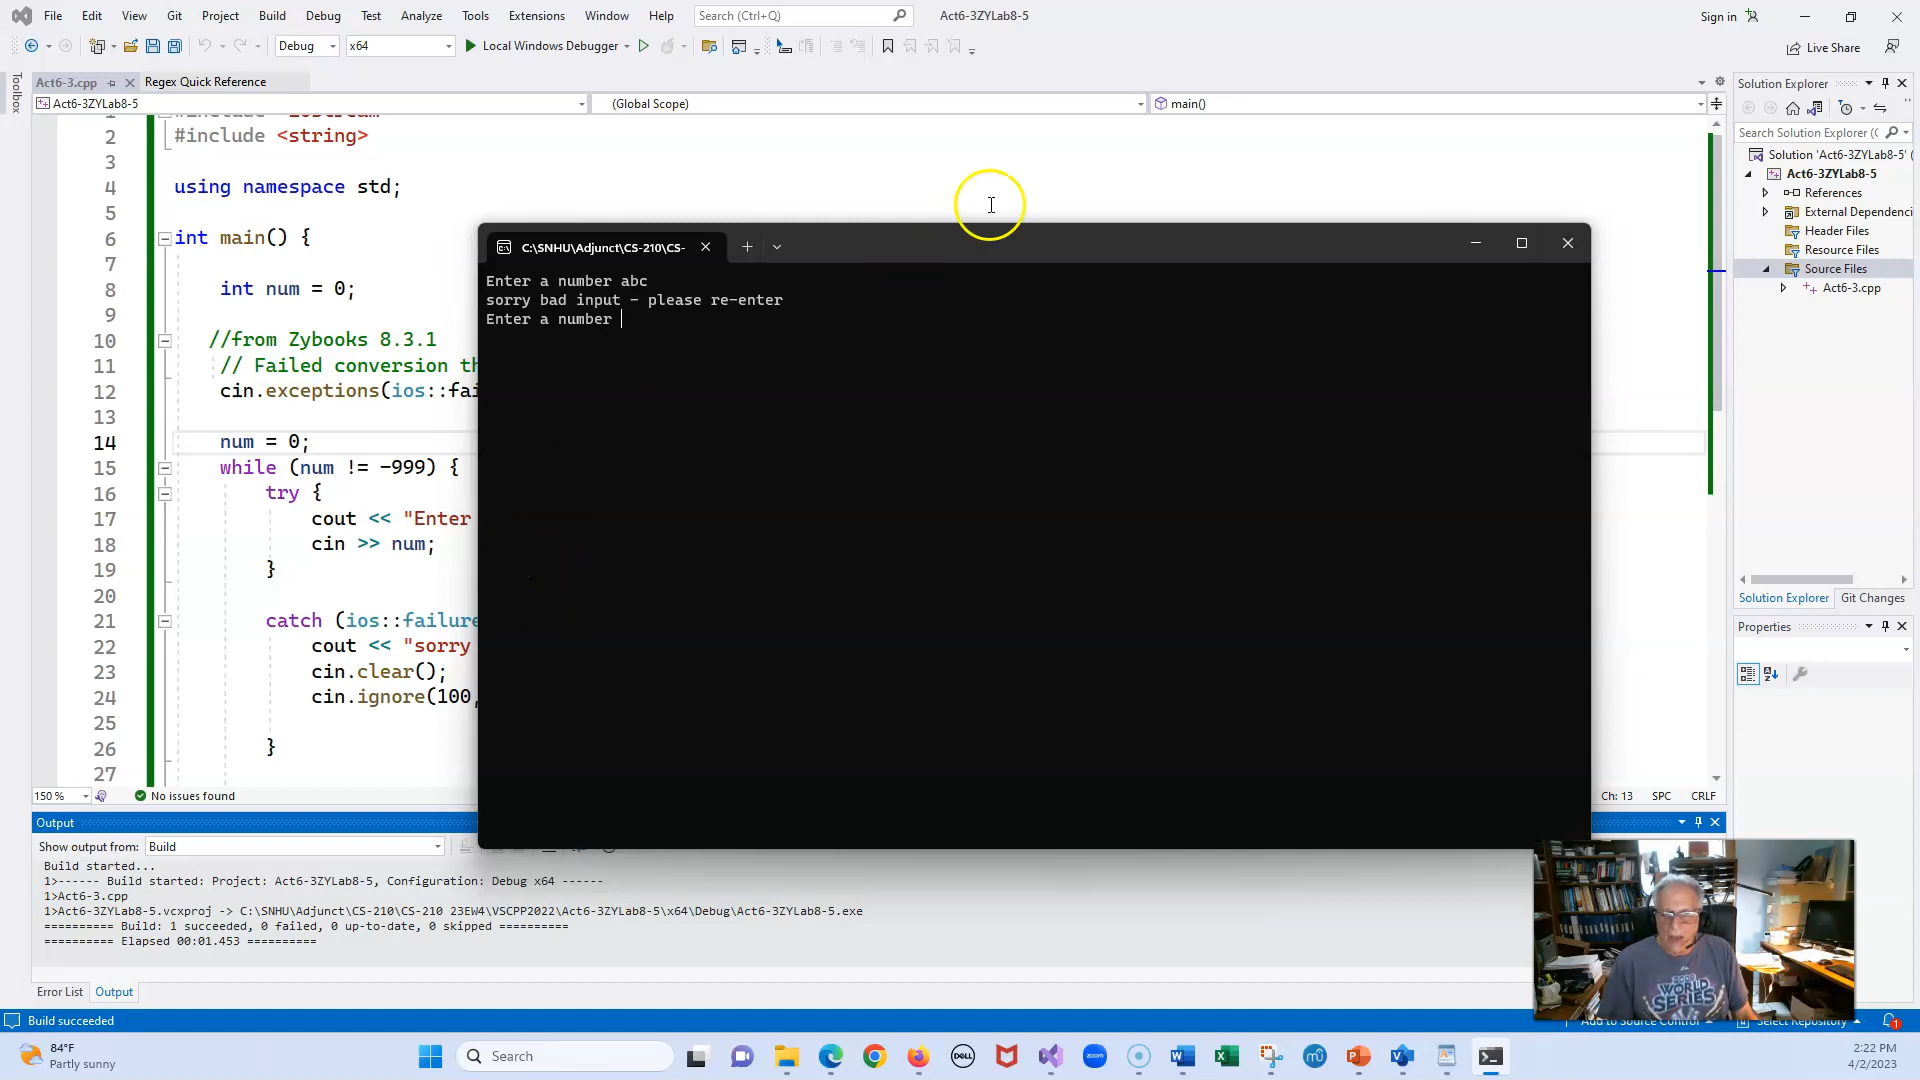 File Edit View Git Project Build Debug Test Analyze Tools Extensions Window Help Search (Ctrl+Q) Act6-3ZYLab8-5 Sign in
Debug x64 Local Windows Debugger Live Share
Toolbox
Act6-3.cpp Regex Quick Reference
Act6-3ZYLab8-5 (Global Scope) main()
2 #include <string>
3
4 using namespace std;
5
6 int main() {
7
8 int num = 0;
9
10 //from Zybooks 8.3.1
11 // Failed conversion th
12 cin.exceptions(ios::fai
13
14 num = 0;
15 while (num != -999) {
16 try {
17 cout << "Enter
18 cin >> num;
19 }
20
21 catch (ios::failure
22 cout << "sorry
23 cin.clear();
24 cin.ignore(100,
25
26 }
27
C:\SNHU\Adjunct\CS-210\CS-
Enter a number abc
sorry bad input - please re-enter
Enter a number
150 % No issues found Ch: 13 SPC CRLF
Output
Show output from: Build
Build started...
1>------ Build started: Project: Act6-3ZYLab8-5, Configuration: Debug x64 ------
1>Act6-3.cpp
1>Act6-3ZYLab8-5.vcxproj -> C:\SNHU\Adjunct\CS-210\CS-210 23EW4\VSCPP2022\Act6-3ZYLab8-5\x64\Debug\Act6-3ZYLab8-5.exe
========== Build: 1 succeeded, 0 failed, 0 up-to-date, 0 skipped ==========
========== Elapsed 00:01.453 ==========
Error List Output
Build succeeded
Solution Explorer
Search Solution Explorer (
Solution 'Act6-3ZYLab8-5' (
Act6-3ZYLab8-5
References
External Dependenci
Header Files
Resource Files
Source Files
Act6-3.cpp
Solution Explorer Git Changes
Properties
WORLD
SERIES
Add to Source Control Select Repository 1
84°F
Partly sunny
Search
DELL
zoom
2:22 PM
4/2/2023